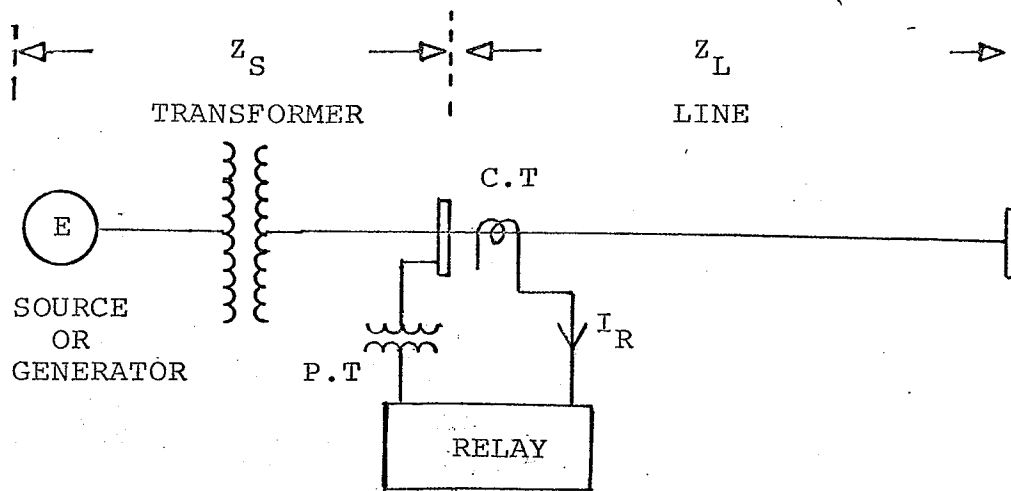 Z_S
Z_L
TRANSFORMER
LINE
C.T
E
SOURCE
OR
GENERATOR
P.T
I_R
RELAY